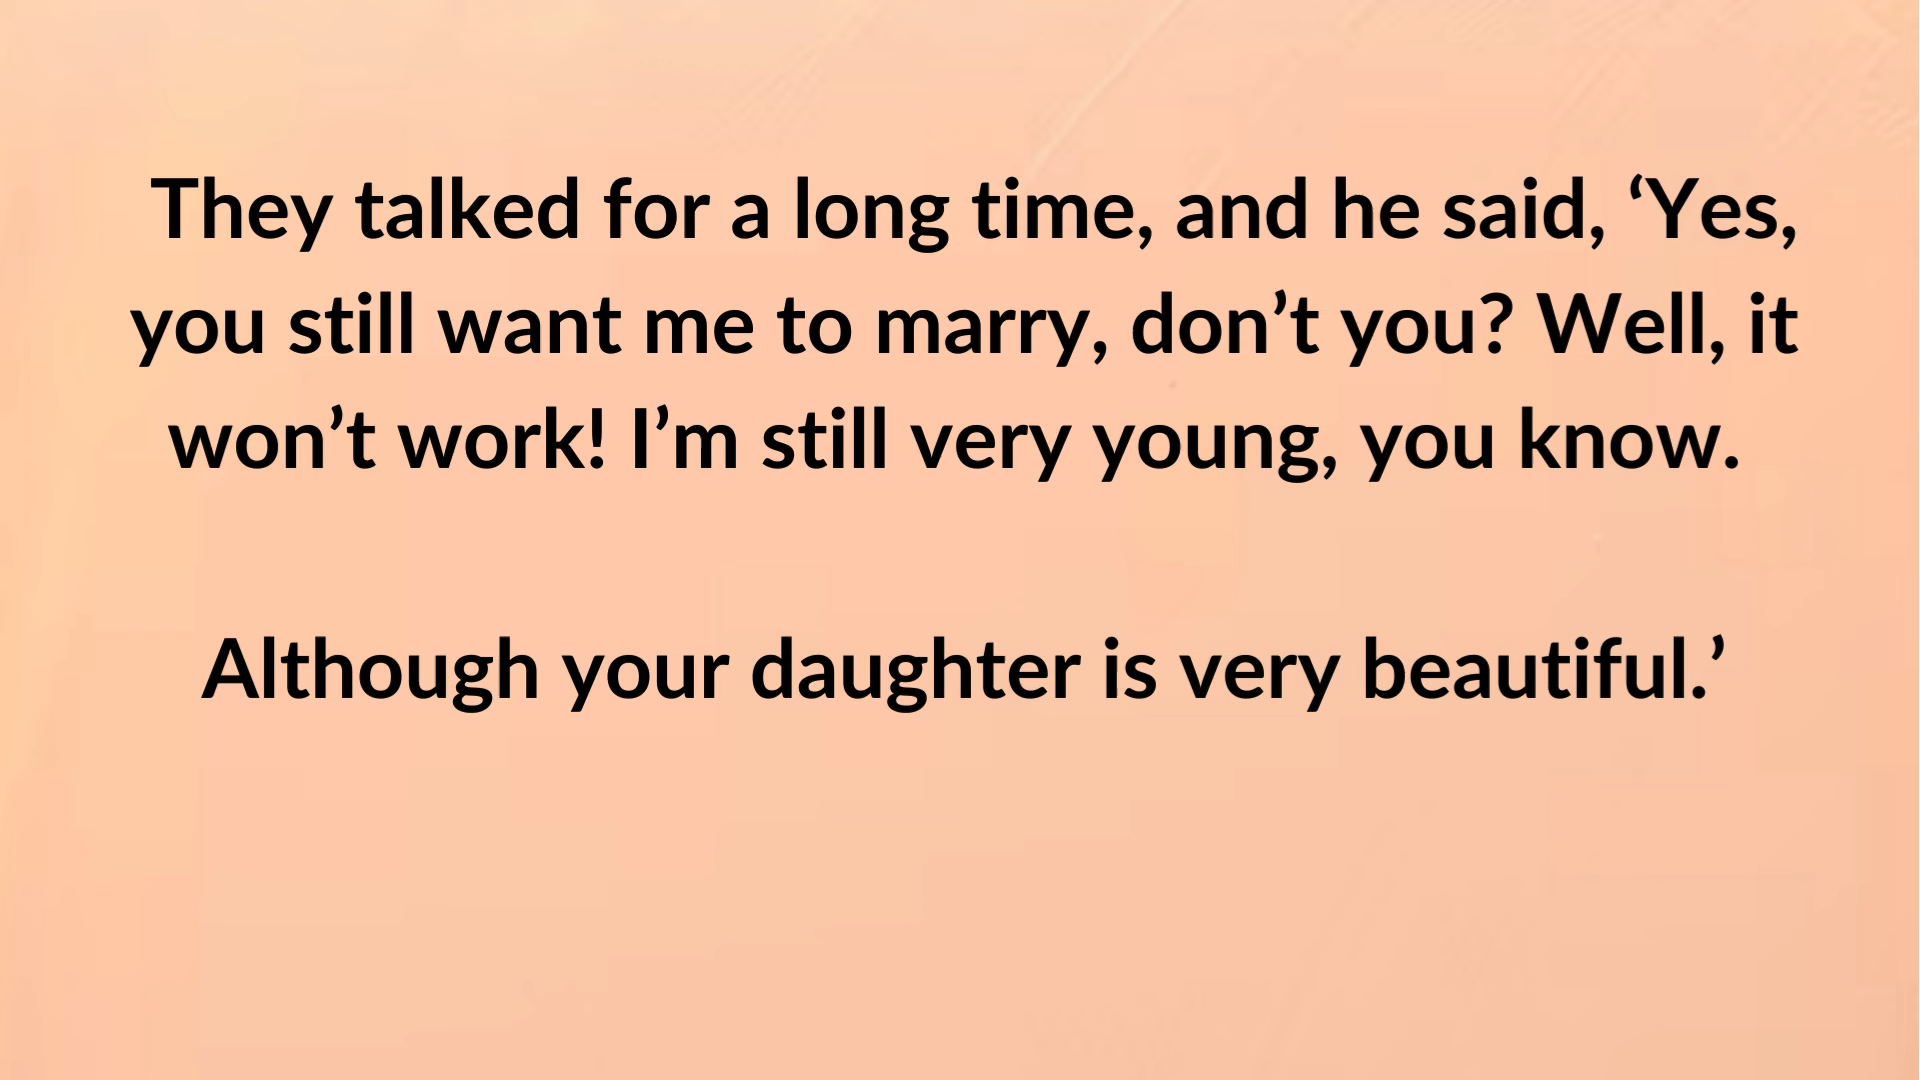 They talked for a long time, and he said, ‘Yes,
you still want me to marry, don’t you? Well, it
won’t work! I’m still very young, you know.
Although your daughter is very beautiful.’